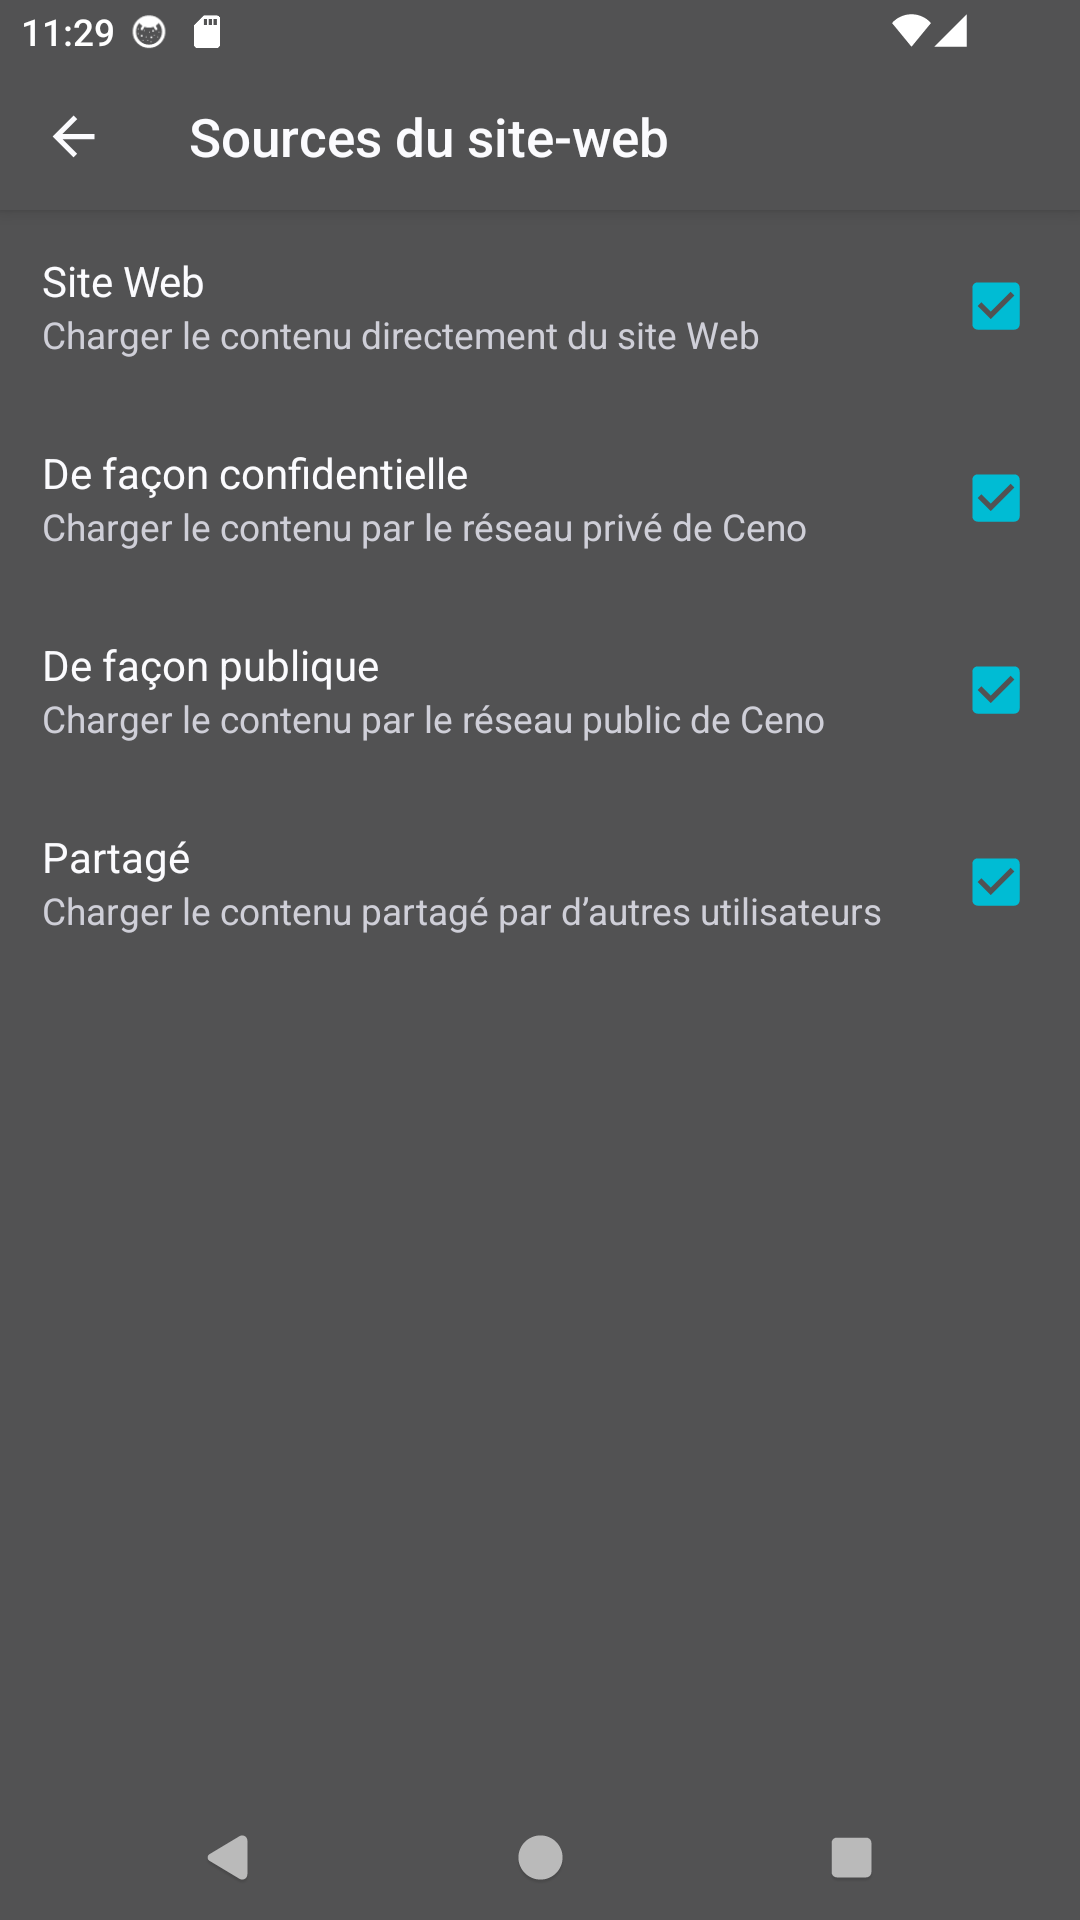 11:29
Sources du site-web
Site Web
Charger le contenu directement du site Web
De façon confidentielle
Charger le contenu par le réseau privé de Ceno
De façon publique
Charger le contenu par le réseau public de Ceno
Partagé
Charger le contenu partagé par d’autres utilisateurs